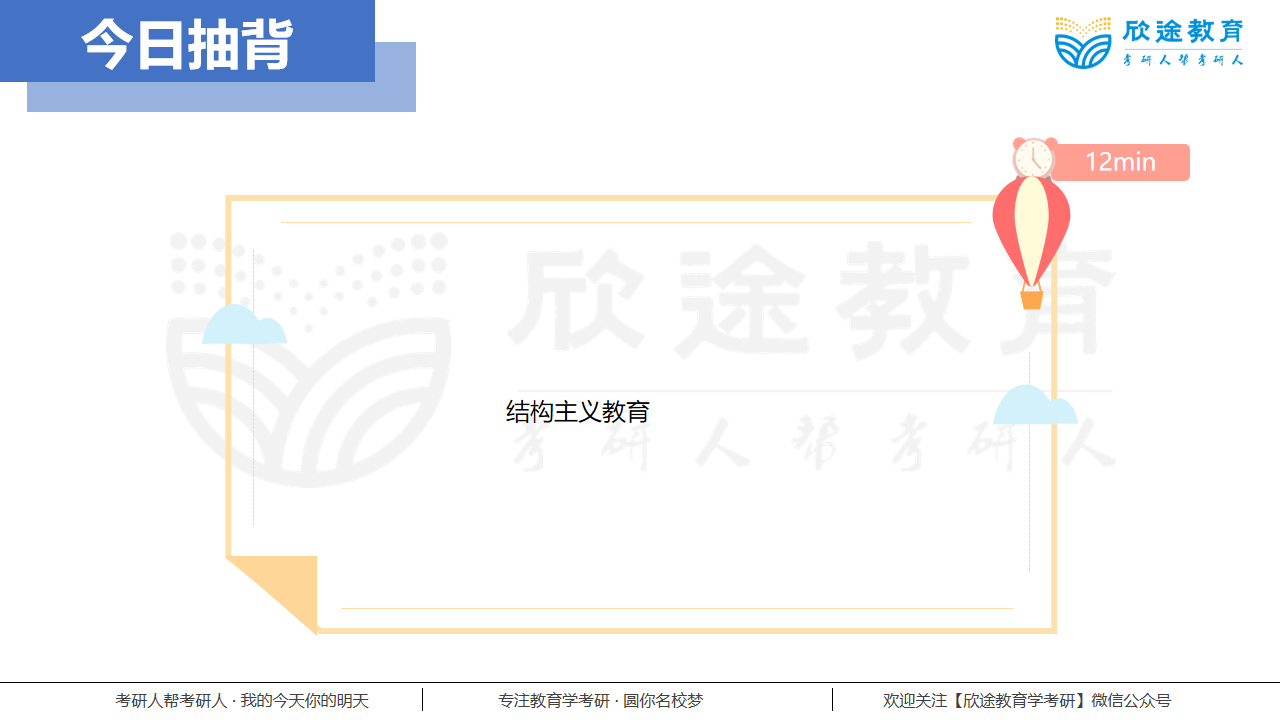 今日抽背
欣途教育
考研人帮考研人
12min
欣途教育
结构主义教育
考研人帮考研人
考研人帮考研人 · 我的今天你的明天
专注教育学考研 · 圆你名校梦
欢迎关注【欣途教育学考研】微信公众号